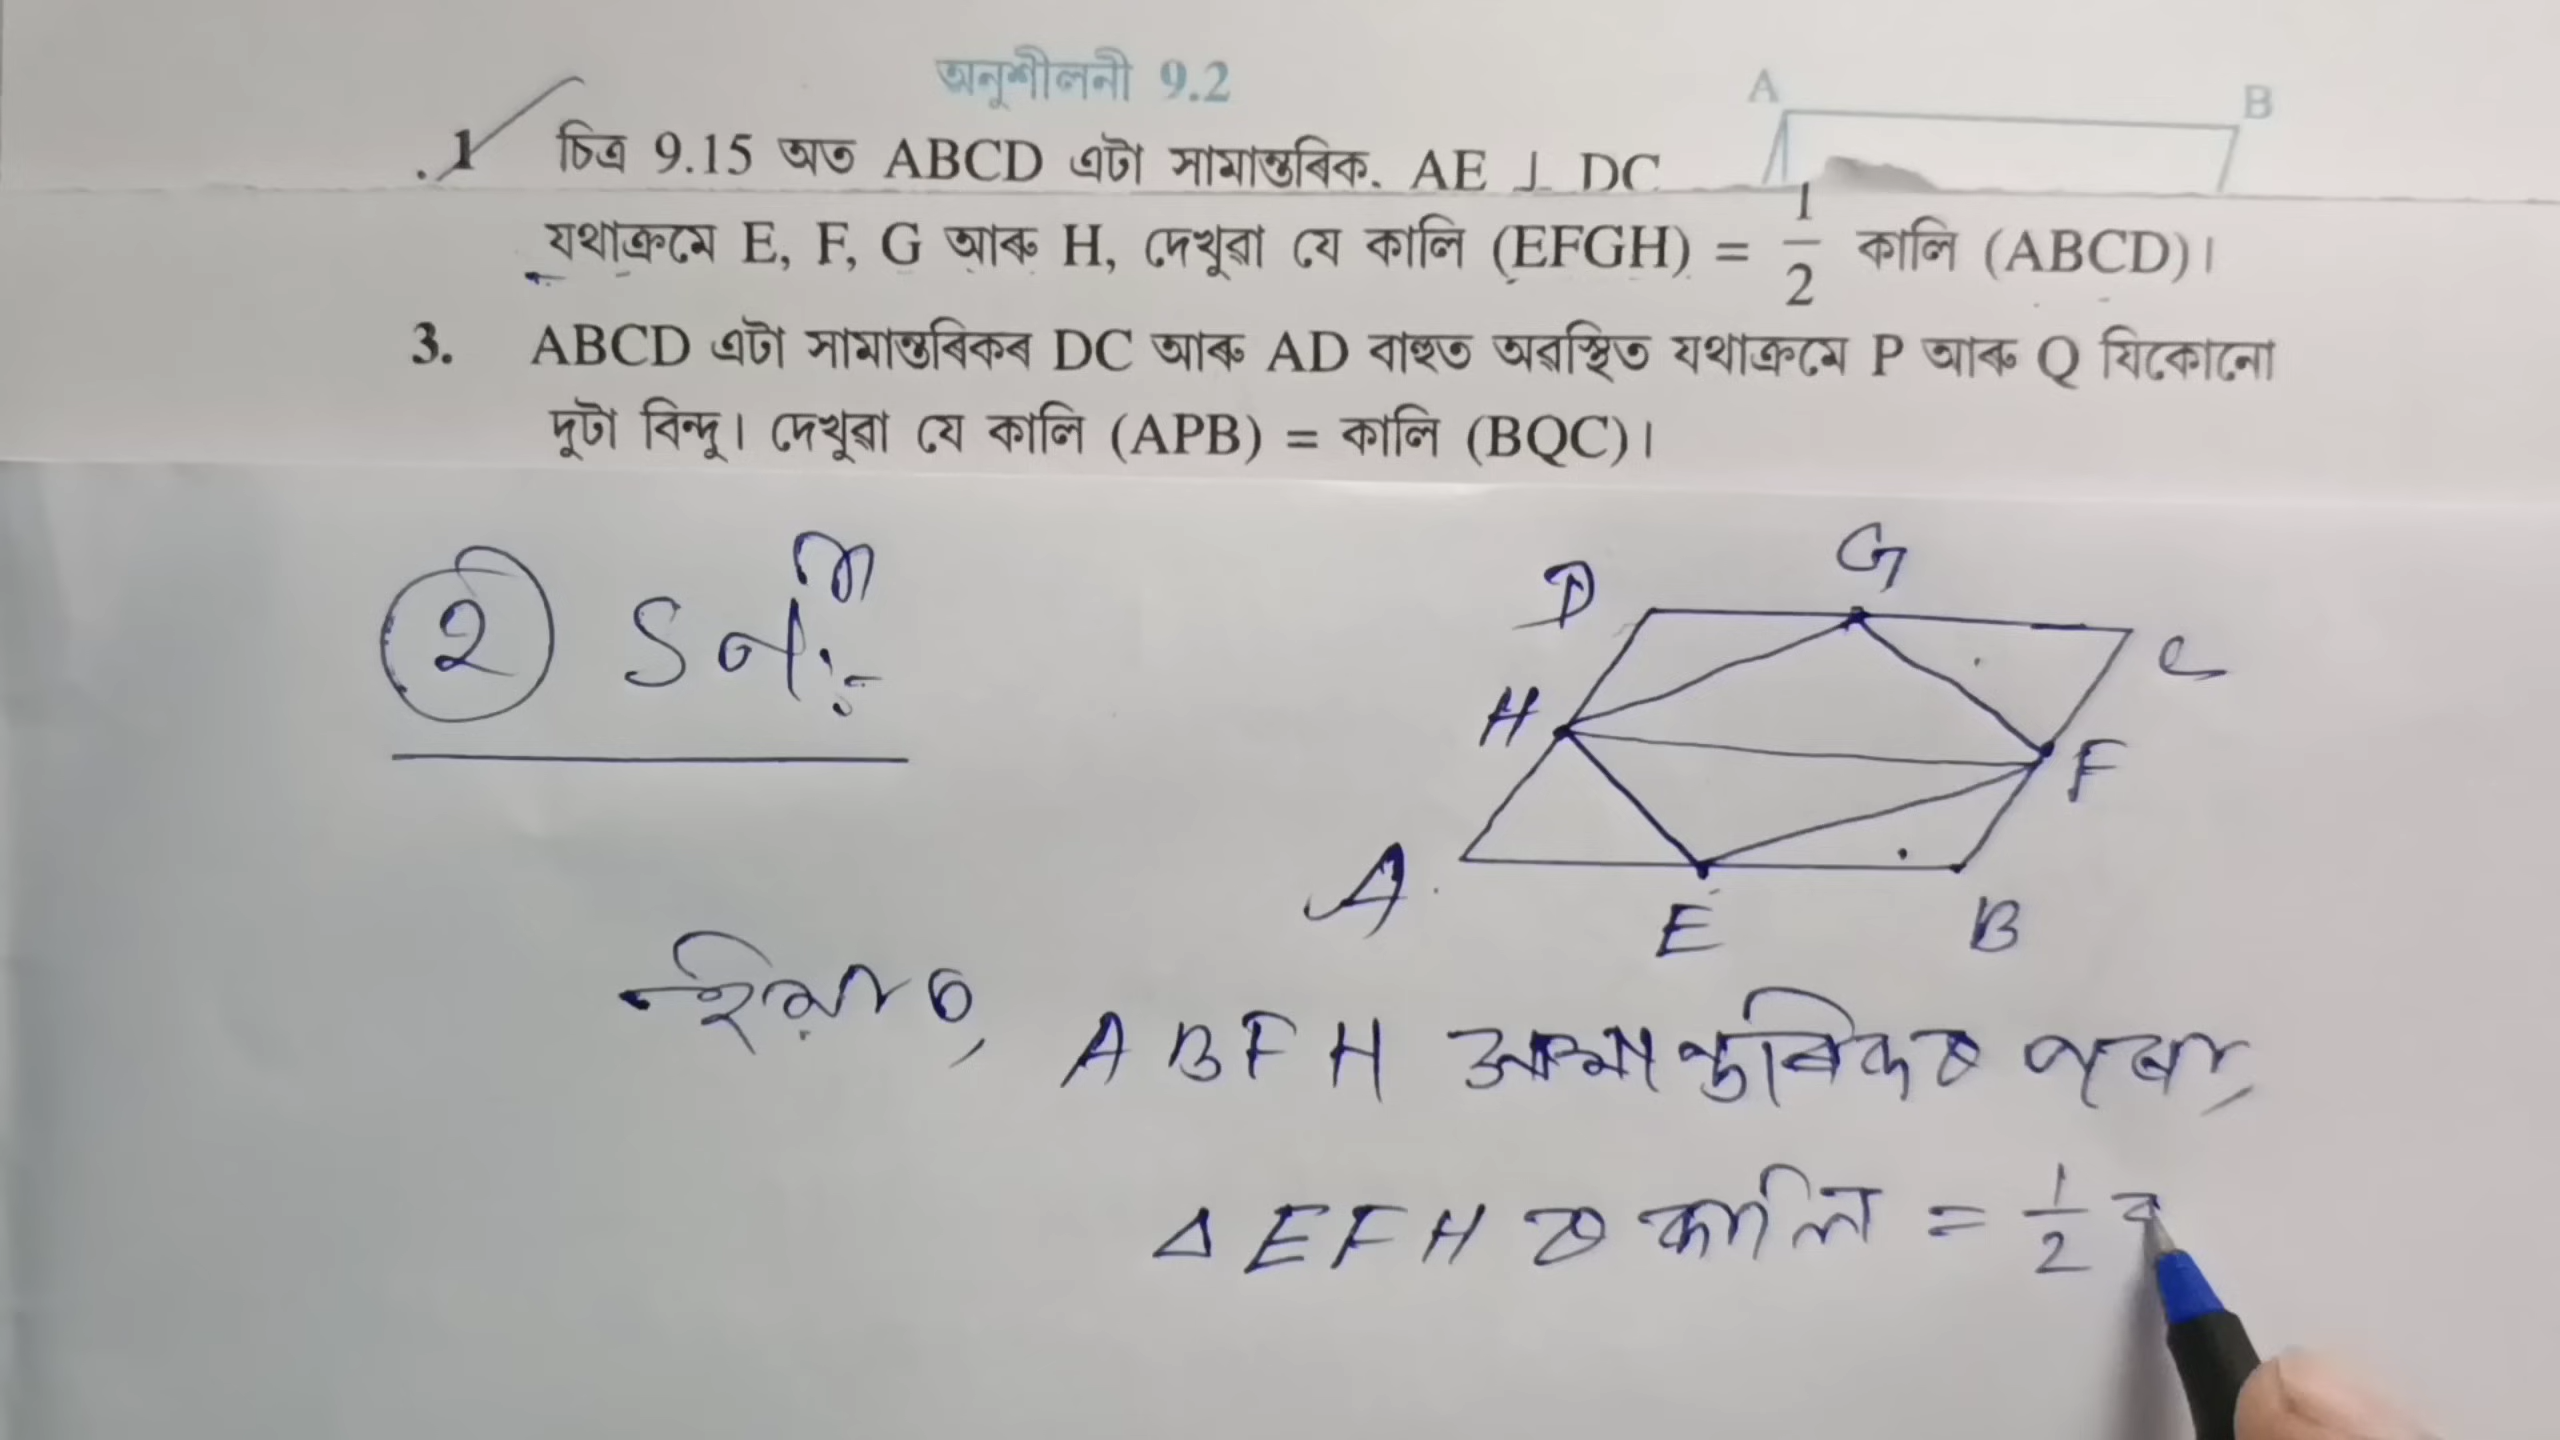 অনুশীলনী 9.2
A B
1 চিত্ৰ 9.15 অত ABCD এটা সামান্তৰিক. AE ⊥ DC
যথাক্ৰমে E, F, G আৰু H, দেখুৱা যে কালি (EFGH) = 1/2 কালি (ABCD)।
3. ABCD এটা সামান্তৰিকৰ DC আৰু AD বাহুত অৱস্থিত যথাক্ৰমে P আৰু Q যিকোনো
দুটা বিন্দু। দেখুৱা যে কালি (APB) = কালি (BQC)।
2 Solⁿ:-
D G C
H F
A E B
ইয়াত, ABFH সামান্তৰিকৰ পৰা,
Δ EFH ৰ কালি = 1/2